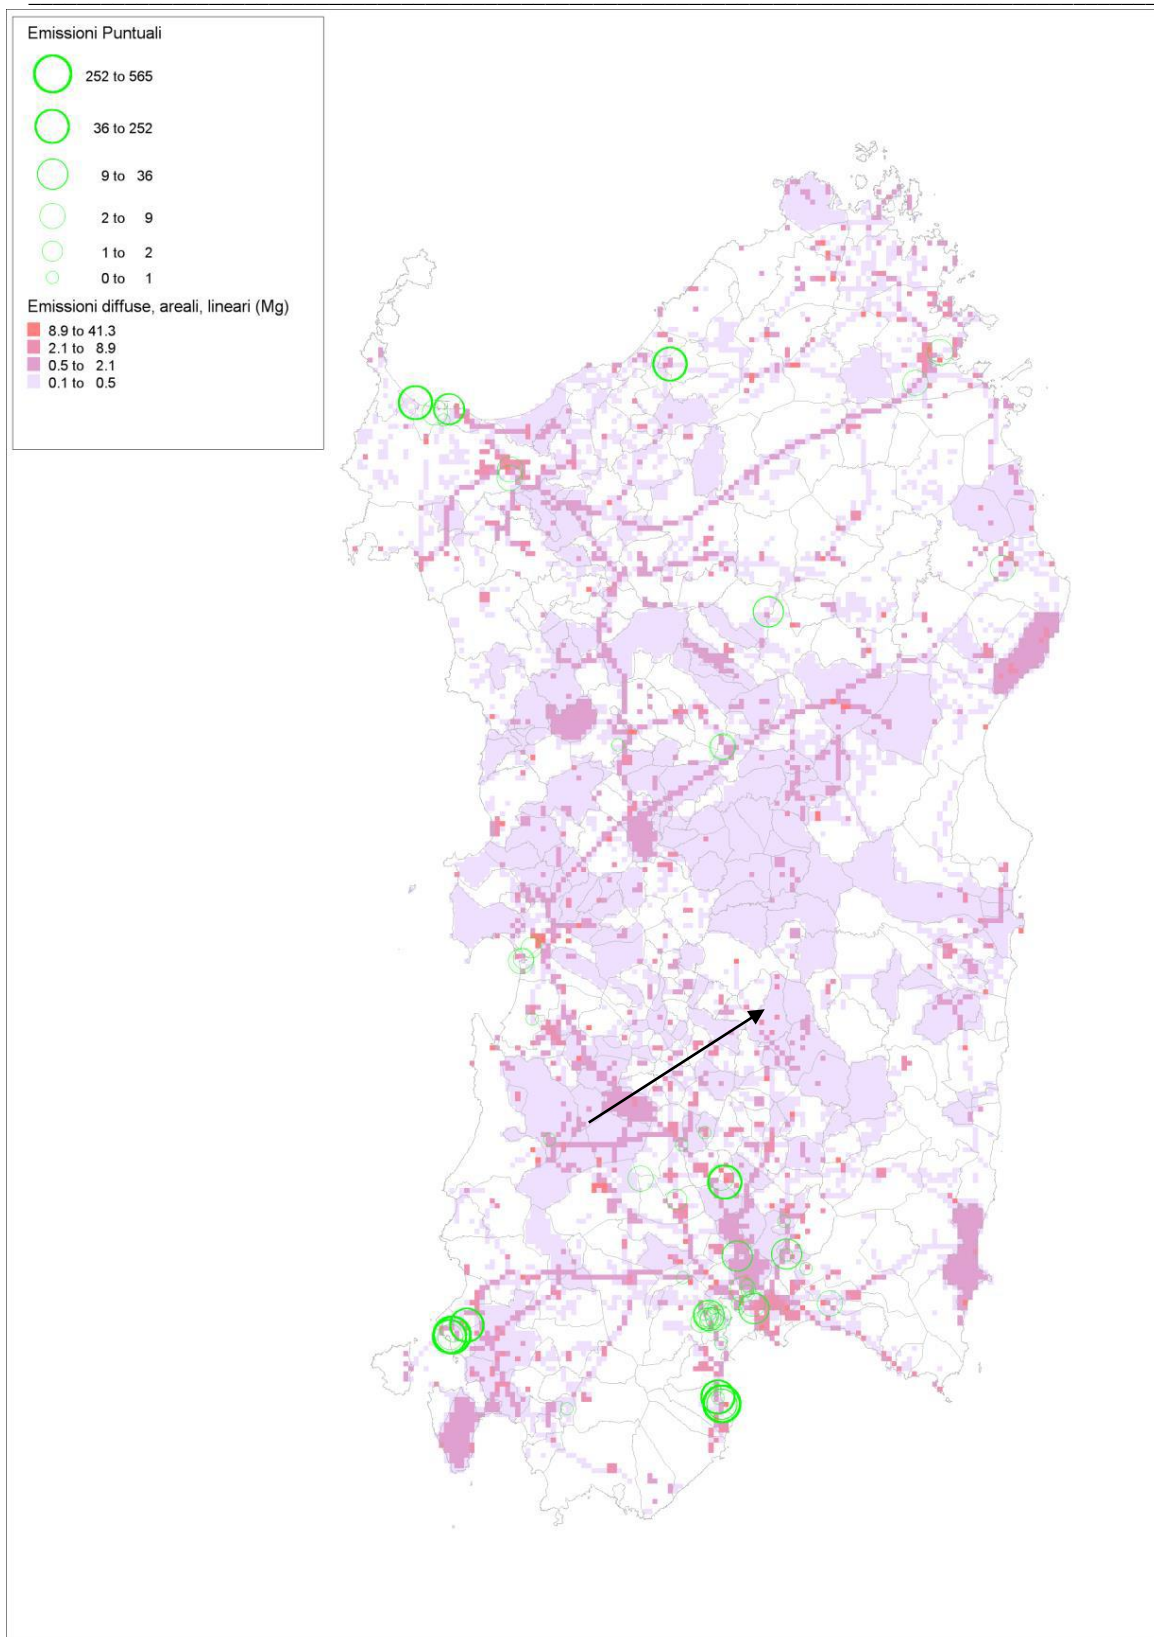 Emissioni Puntuali
252 to 565
36 to 252
9 to 36
2 to 9
1 to 2
0 to 1
Emissioni diffuse, areali, lineari (Mg)
8.9 to 41.3
2.1 to 8.9
0.5 to 2.1
0.1 to 0.5